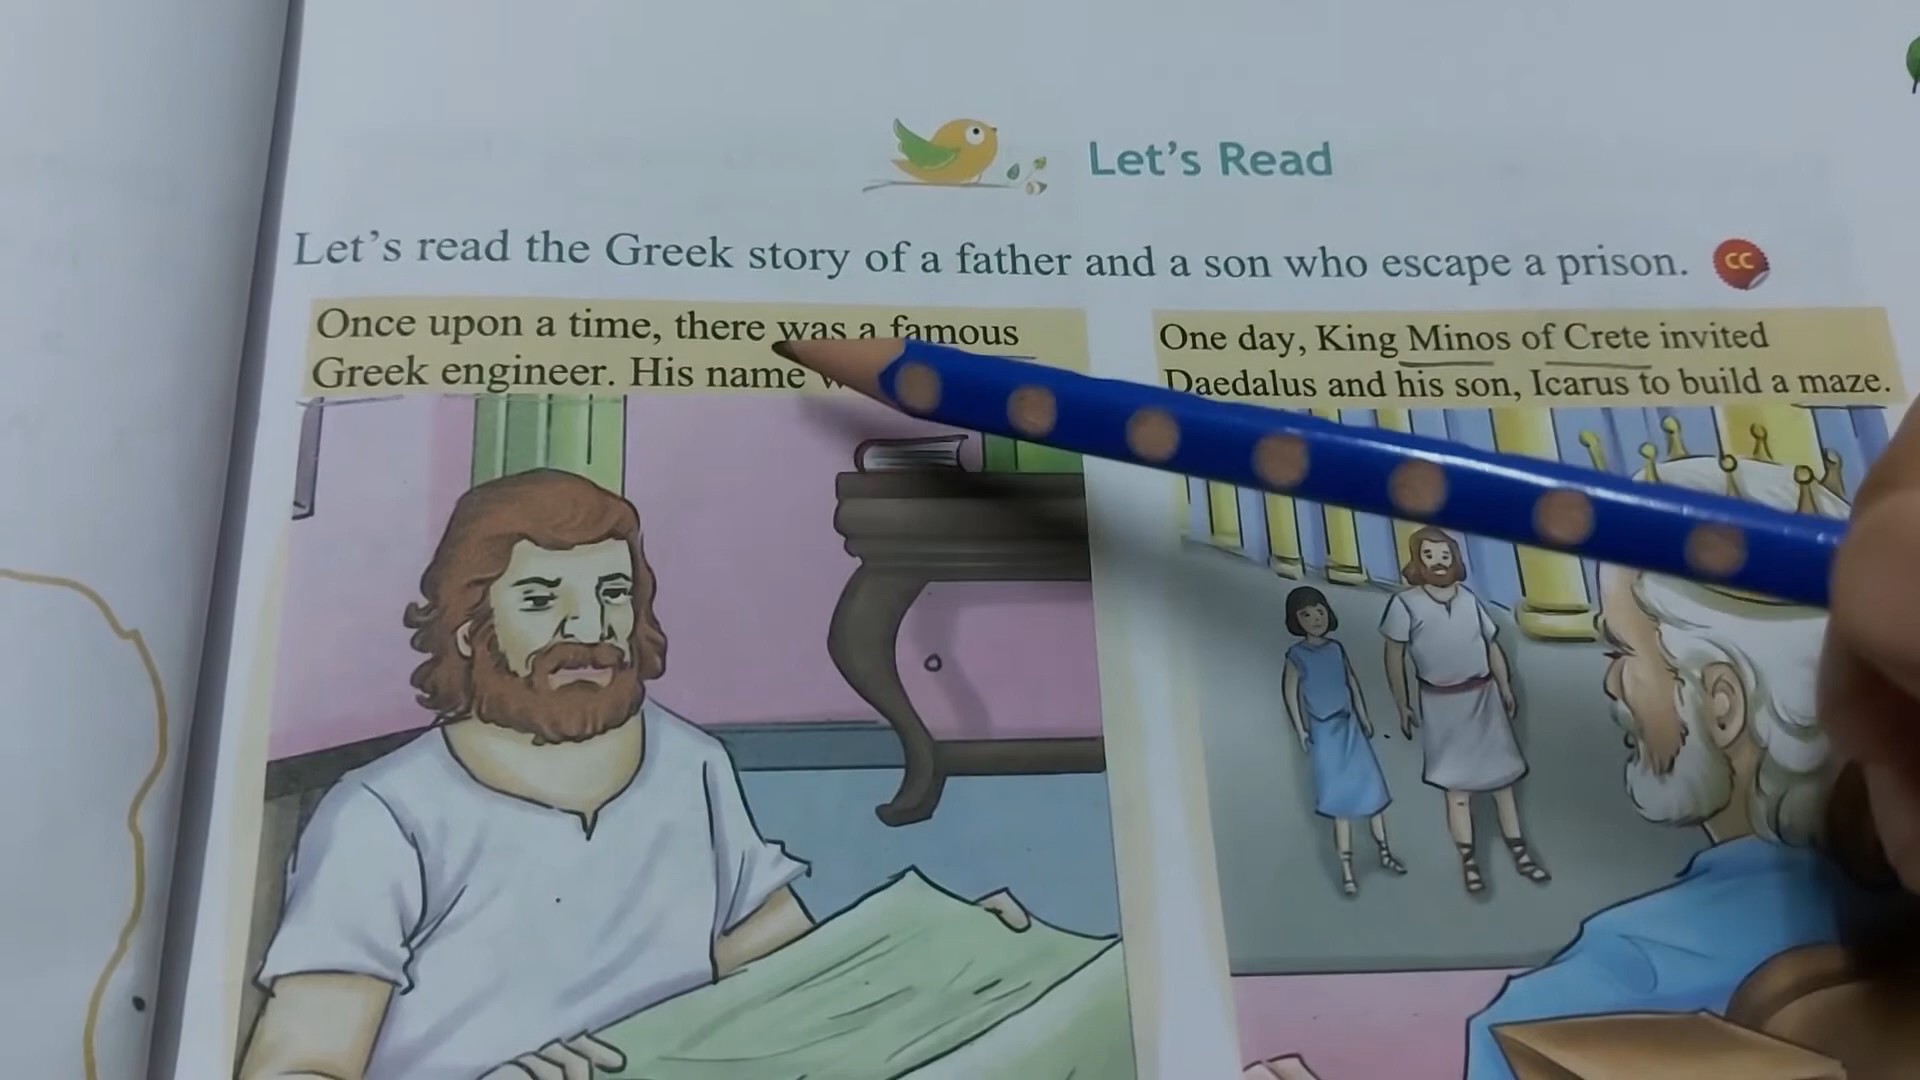 Let's Read
Let's read the Greek story of a father and a son who escape a prison.
CC
Once upon a time, there was a famous
Greek engineer. His name
One day, King Minos of Crete invited
Daedalus and his son, Icarus to build a maze.